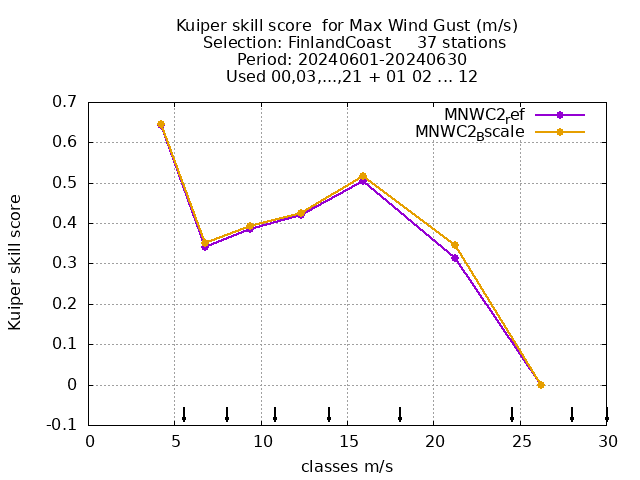 Kuiper skill score  for Max Wind Gust (m/s)
Selection: FinlandCoast     37 stations
Period: 20240601-20240630
Used 00,03,...,21 + 01 02 ... 12
MNWC2_ref
MNWC2_Bscale
Kuiper skill score
0.7
0.6
0.5
0.4
0.3
0.2
0.1
0
-0.1
0 5 10 15 20 25 30
classes m/s